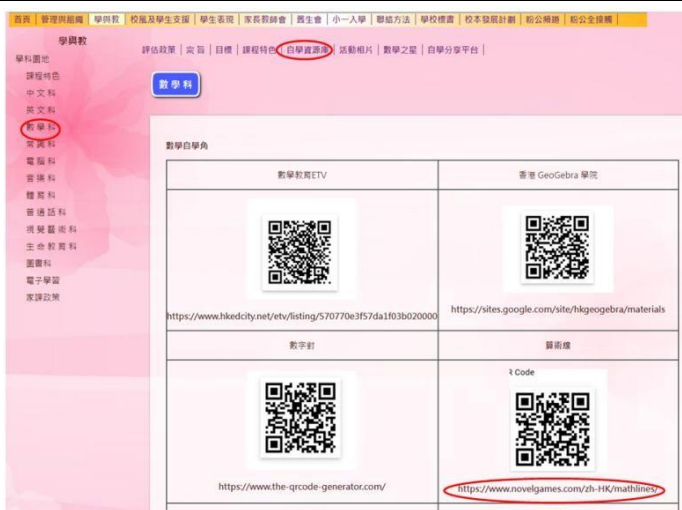 首頁 | 管理與組織 | 學與教 | 校風及學生支援 | 學生表現 | 家長教師會 | 舊生會 | 小一入學 | 聯絡方法 | 學校檔書 | 校本發展計劃 | 粉公頻道 | 粉公全接觸 |
學與教
評估政策 | 宗旨 | 目標 | 課程特色 | 自學資源庫 | 活動相片 | 數學之星 | 自學分享平台 |
學科園地
課程特色
中文科
英文科
數學科
常識科
電腦科
音樂科
體育科
普通話科
視覺藝術科
生命教育科
圖書科
電子學習
家課政策
數學科
數學自學角
數學教育ETV
香港 GeoGebra 學院
https://www.hkedcity.net/etv/listing/570770e3f57da1f03b020000
https://sites.google.com/site/hkgeogebra/materials
數字對
算術線
R Code
https://www.the-qrcode-generator.com/
https://www.novelgames.com/zh-HK/mathlines/